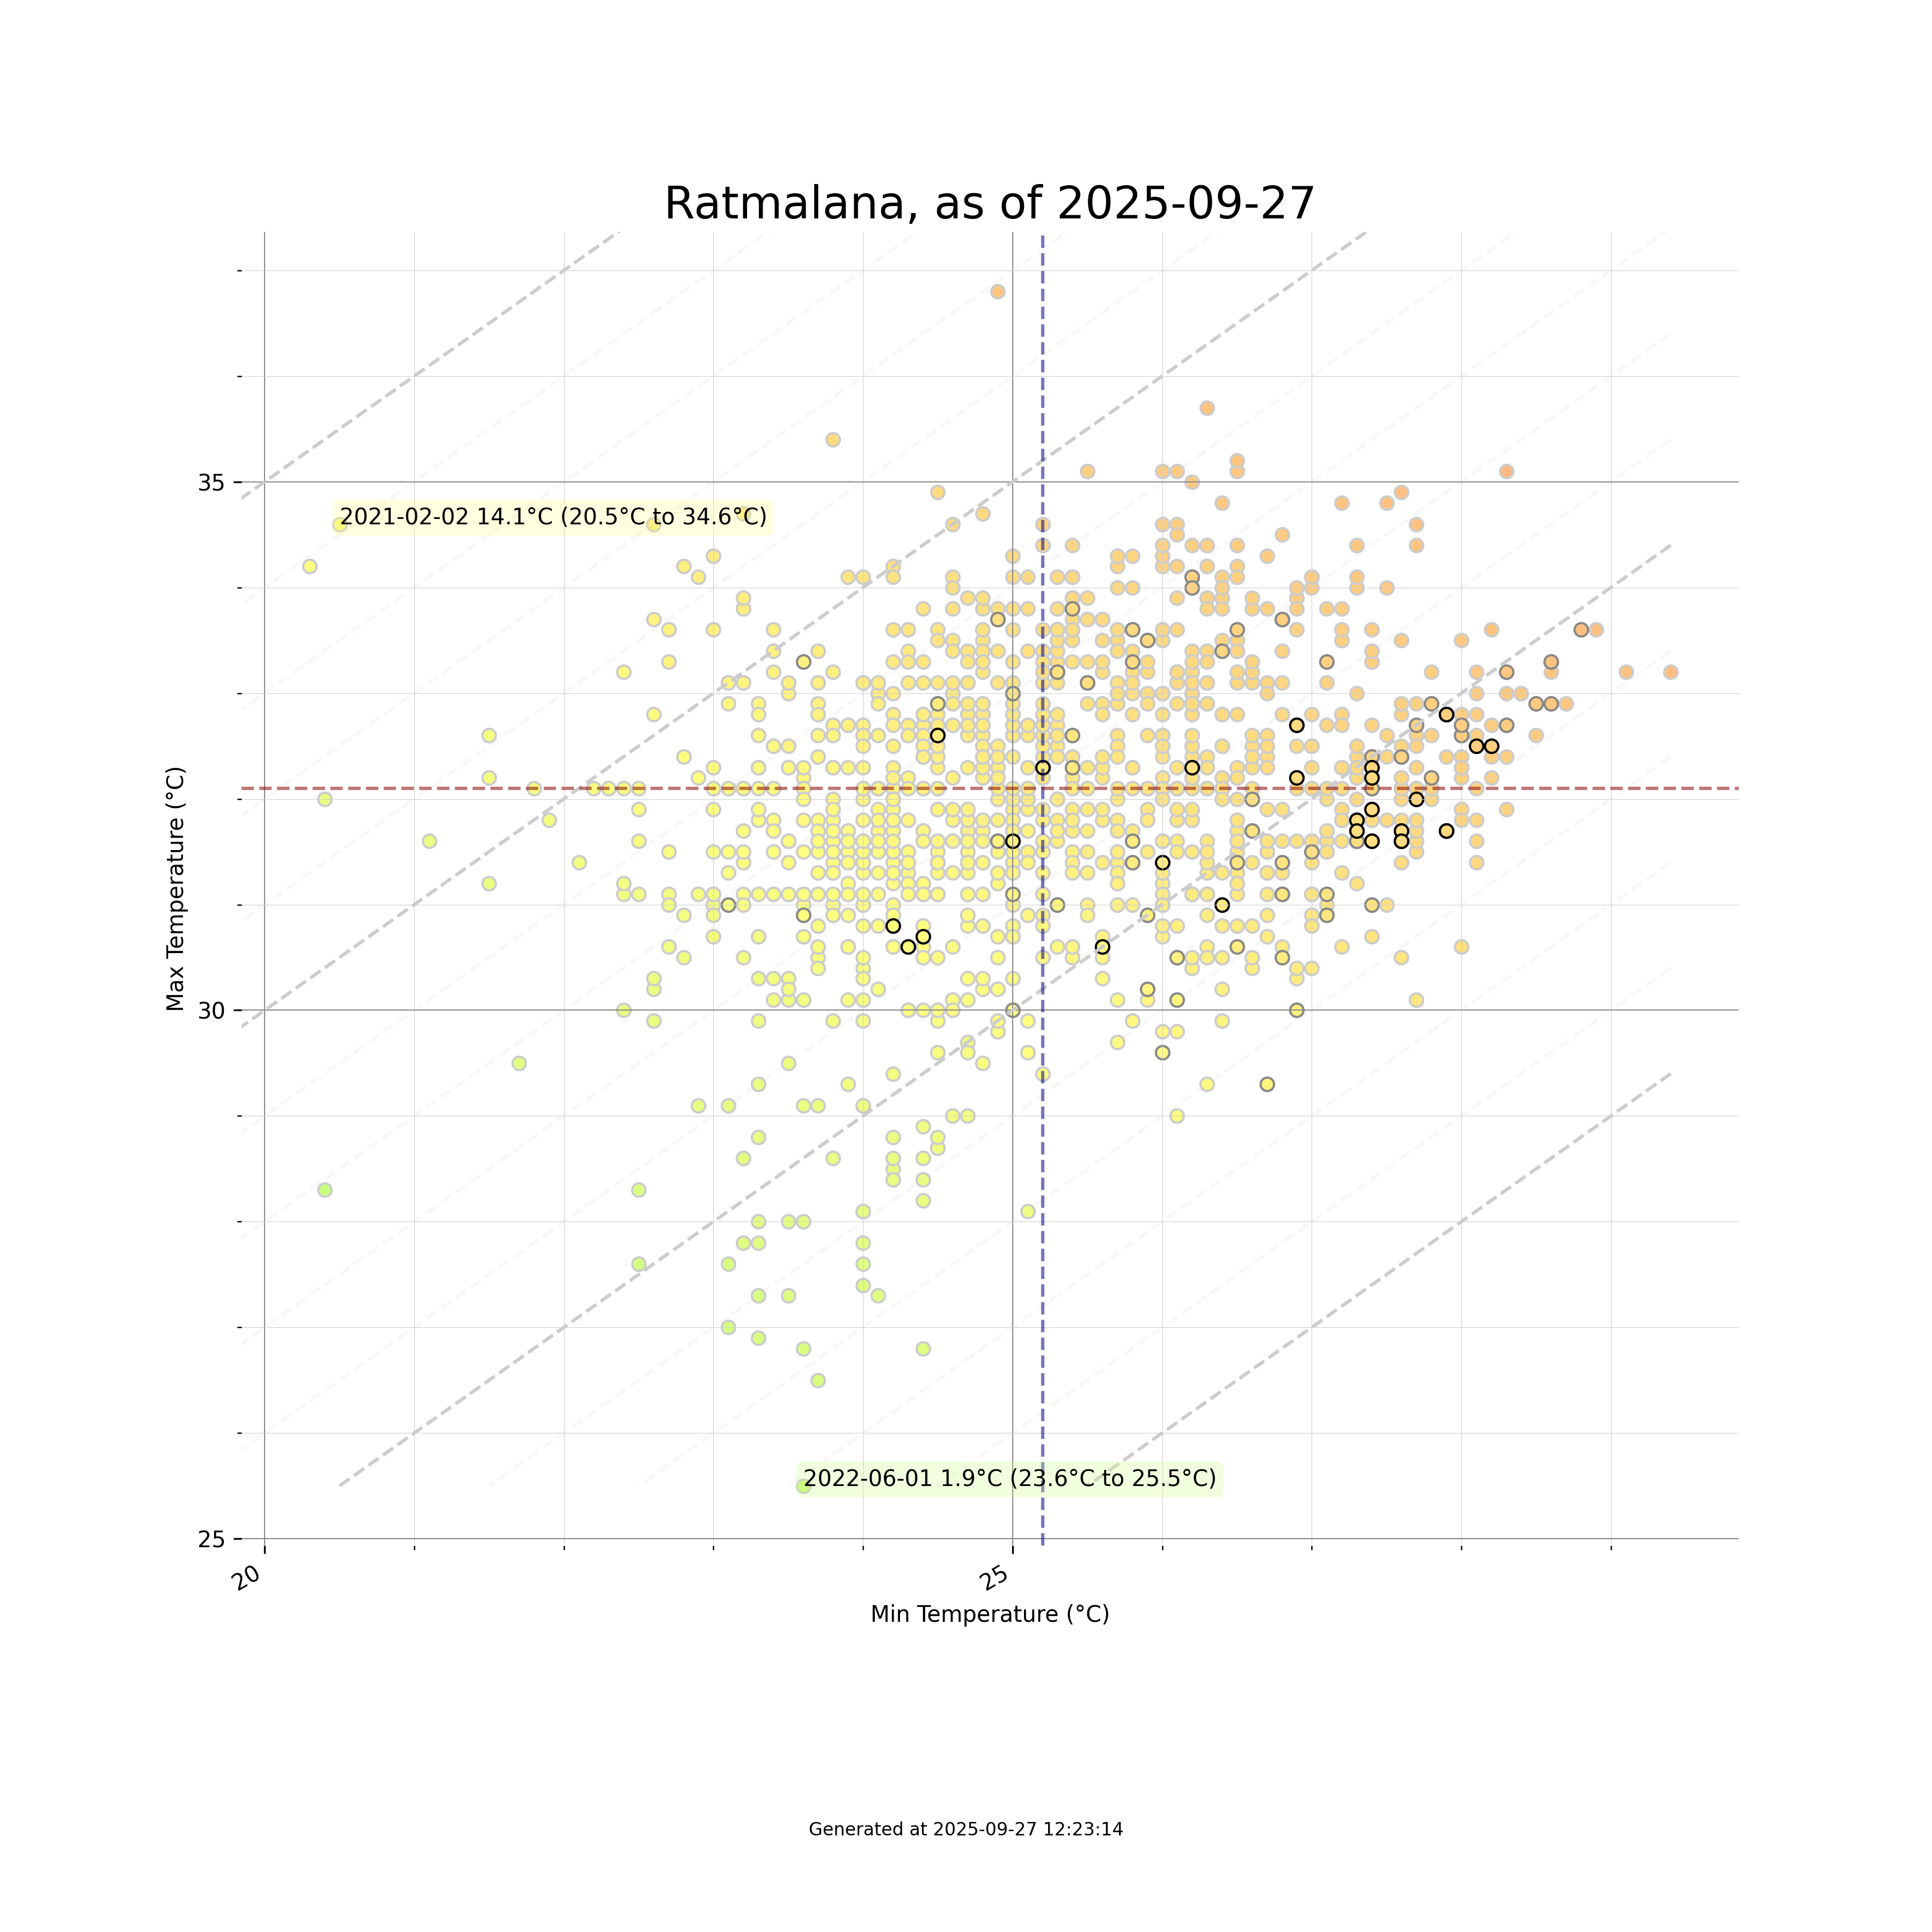 Ratmalana, as of 2025-09-27
35
2021-02-02 14.1°C (20.5°C to 34.6°C)
Max Temperature (°C)
30
2022-06-01 1.9°C (23.6°C to 25.5°C)
25
20
25
Min Temperature (°C)
Generated at 2025-09-27 12:23:14